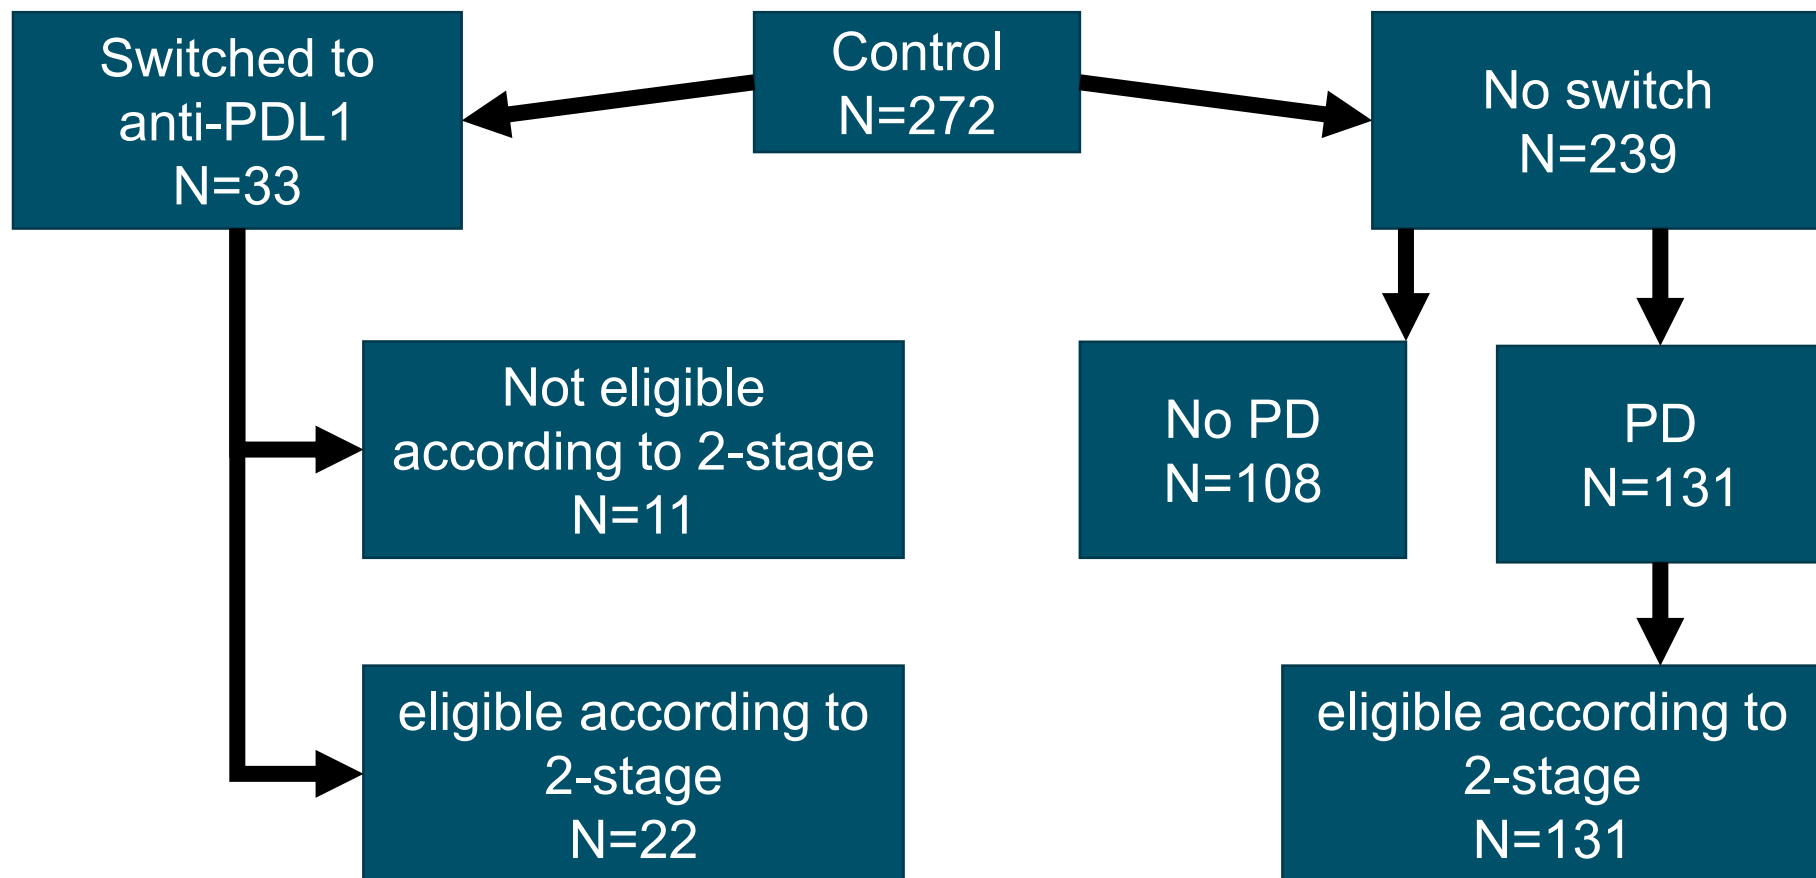 Switched to
anti-PDL1
N=33
Control
N=272
No switch
N=239
Not eligible
according to 2-stage
N=11
No PD
N=108
PD
N=131
eligible according to
2-stage
N=22
eligible according to
2-stage
N=131